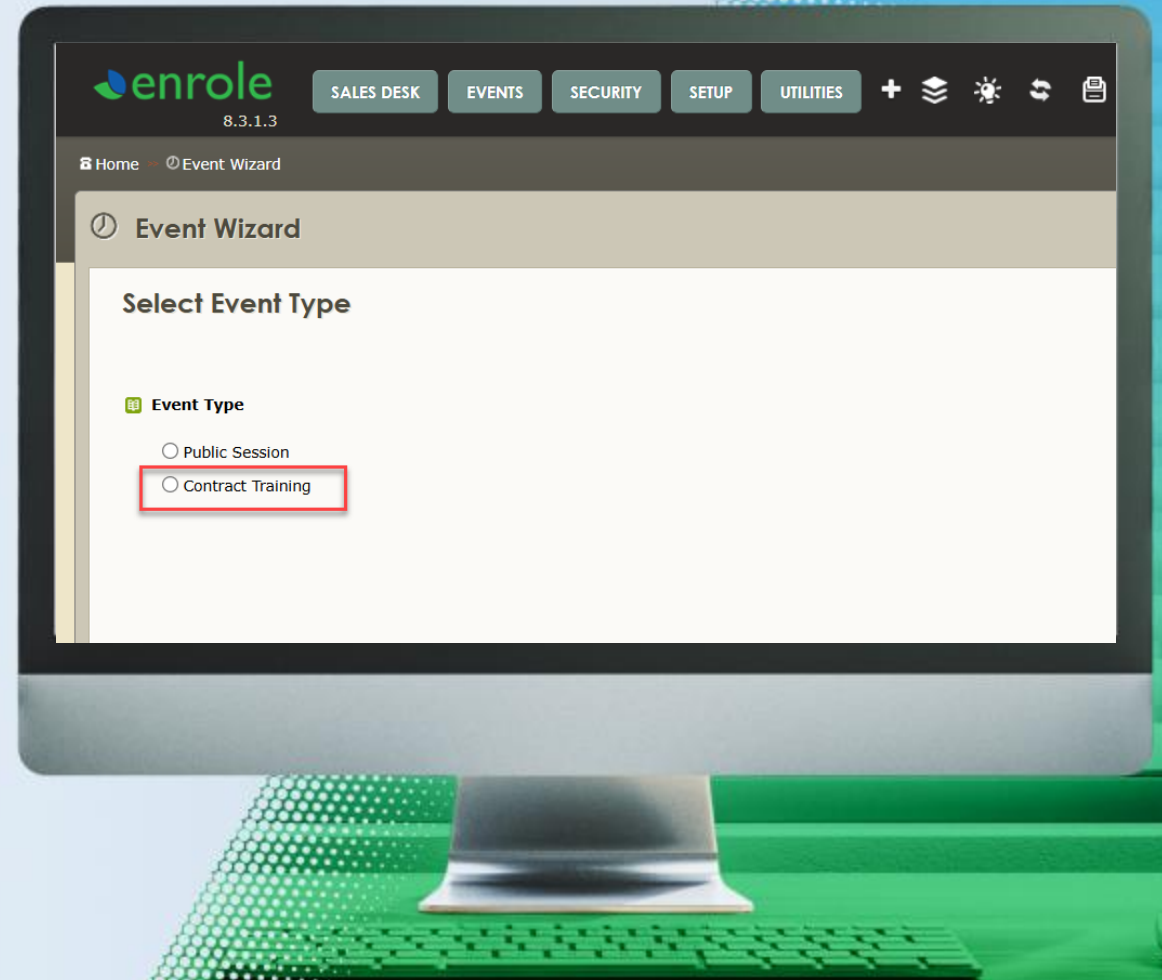 enrole
SALES DESK EVENTS SECURITY SETUP UTILITIES
8.3.1.3
Home Event Wizard
Event Wizard
Select Event Type
Event Type
Public Session
Contract Training